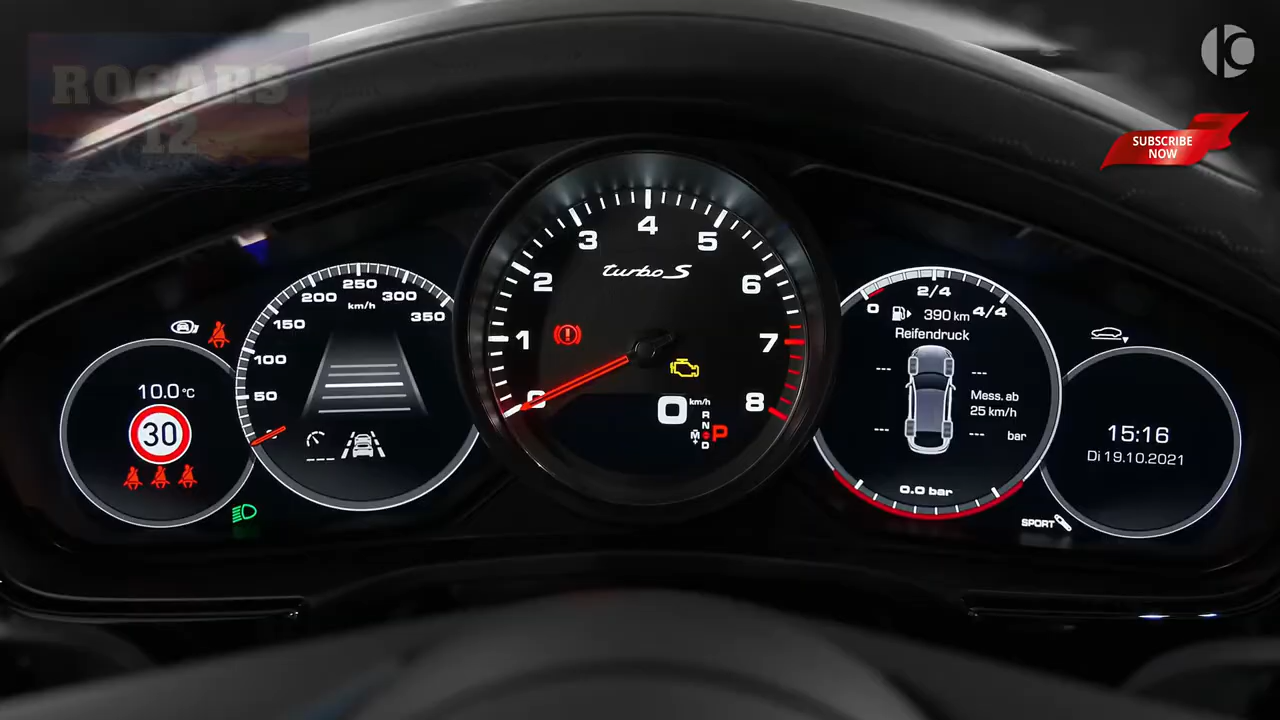 ROCARS
12
SUBSCRIBE
NOW
10.0 °C
30
50
100
150
200
250
300
350
km/h
0
1
2
3
4
5
6
7
8
turbo S
0 km/h
R
N
D
M
+
P
0
2/4
4/4
390 km
Reifendruck
---
---
---
---
Mess. ab
25 km/h
bar
0.0 bar
15:16
Di 19.10.2021
SPORT